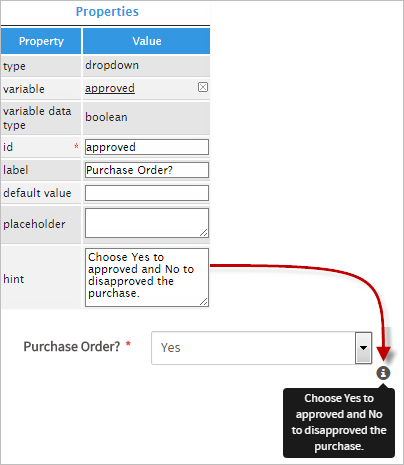 Properties
Property Value
type dropdown
variable approved
variable data
type boolean
id * approved
label Purchase Order?
default value
placeholder
hint
Choose Yes to
approved and No to
disapproved the
purchase.
Purchase Order? * Yes
Choose Yes to
approved and No
to disapproved the
purchase.